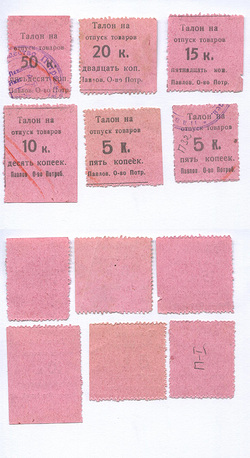 Талон на
отпуск товаров
50 к.
Павлов. О-во Потр.
Талон на
отпуск товаров
20 к.
двадцать коп.
Павлов. О-во Потр.
Талон на
отпуск товаров
15 к.
пятнадцать коп.
Павлов. О-во Потр.
Талон на
отпуск товаров
10 к.
десять копеек.
Павлов. О-во Потреб.
Талон на
отпуск товаров
5 к.
пять копеек.
Павлов. О-во Потр.
Талон на
отпуск товаров
5 к.
пять копеек.
Павлов. О-во Потр.